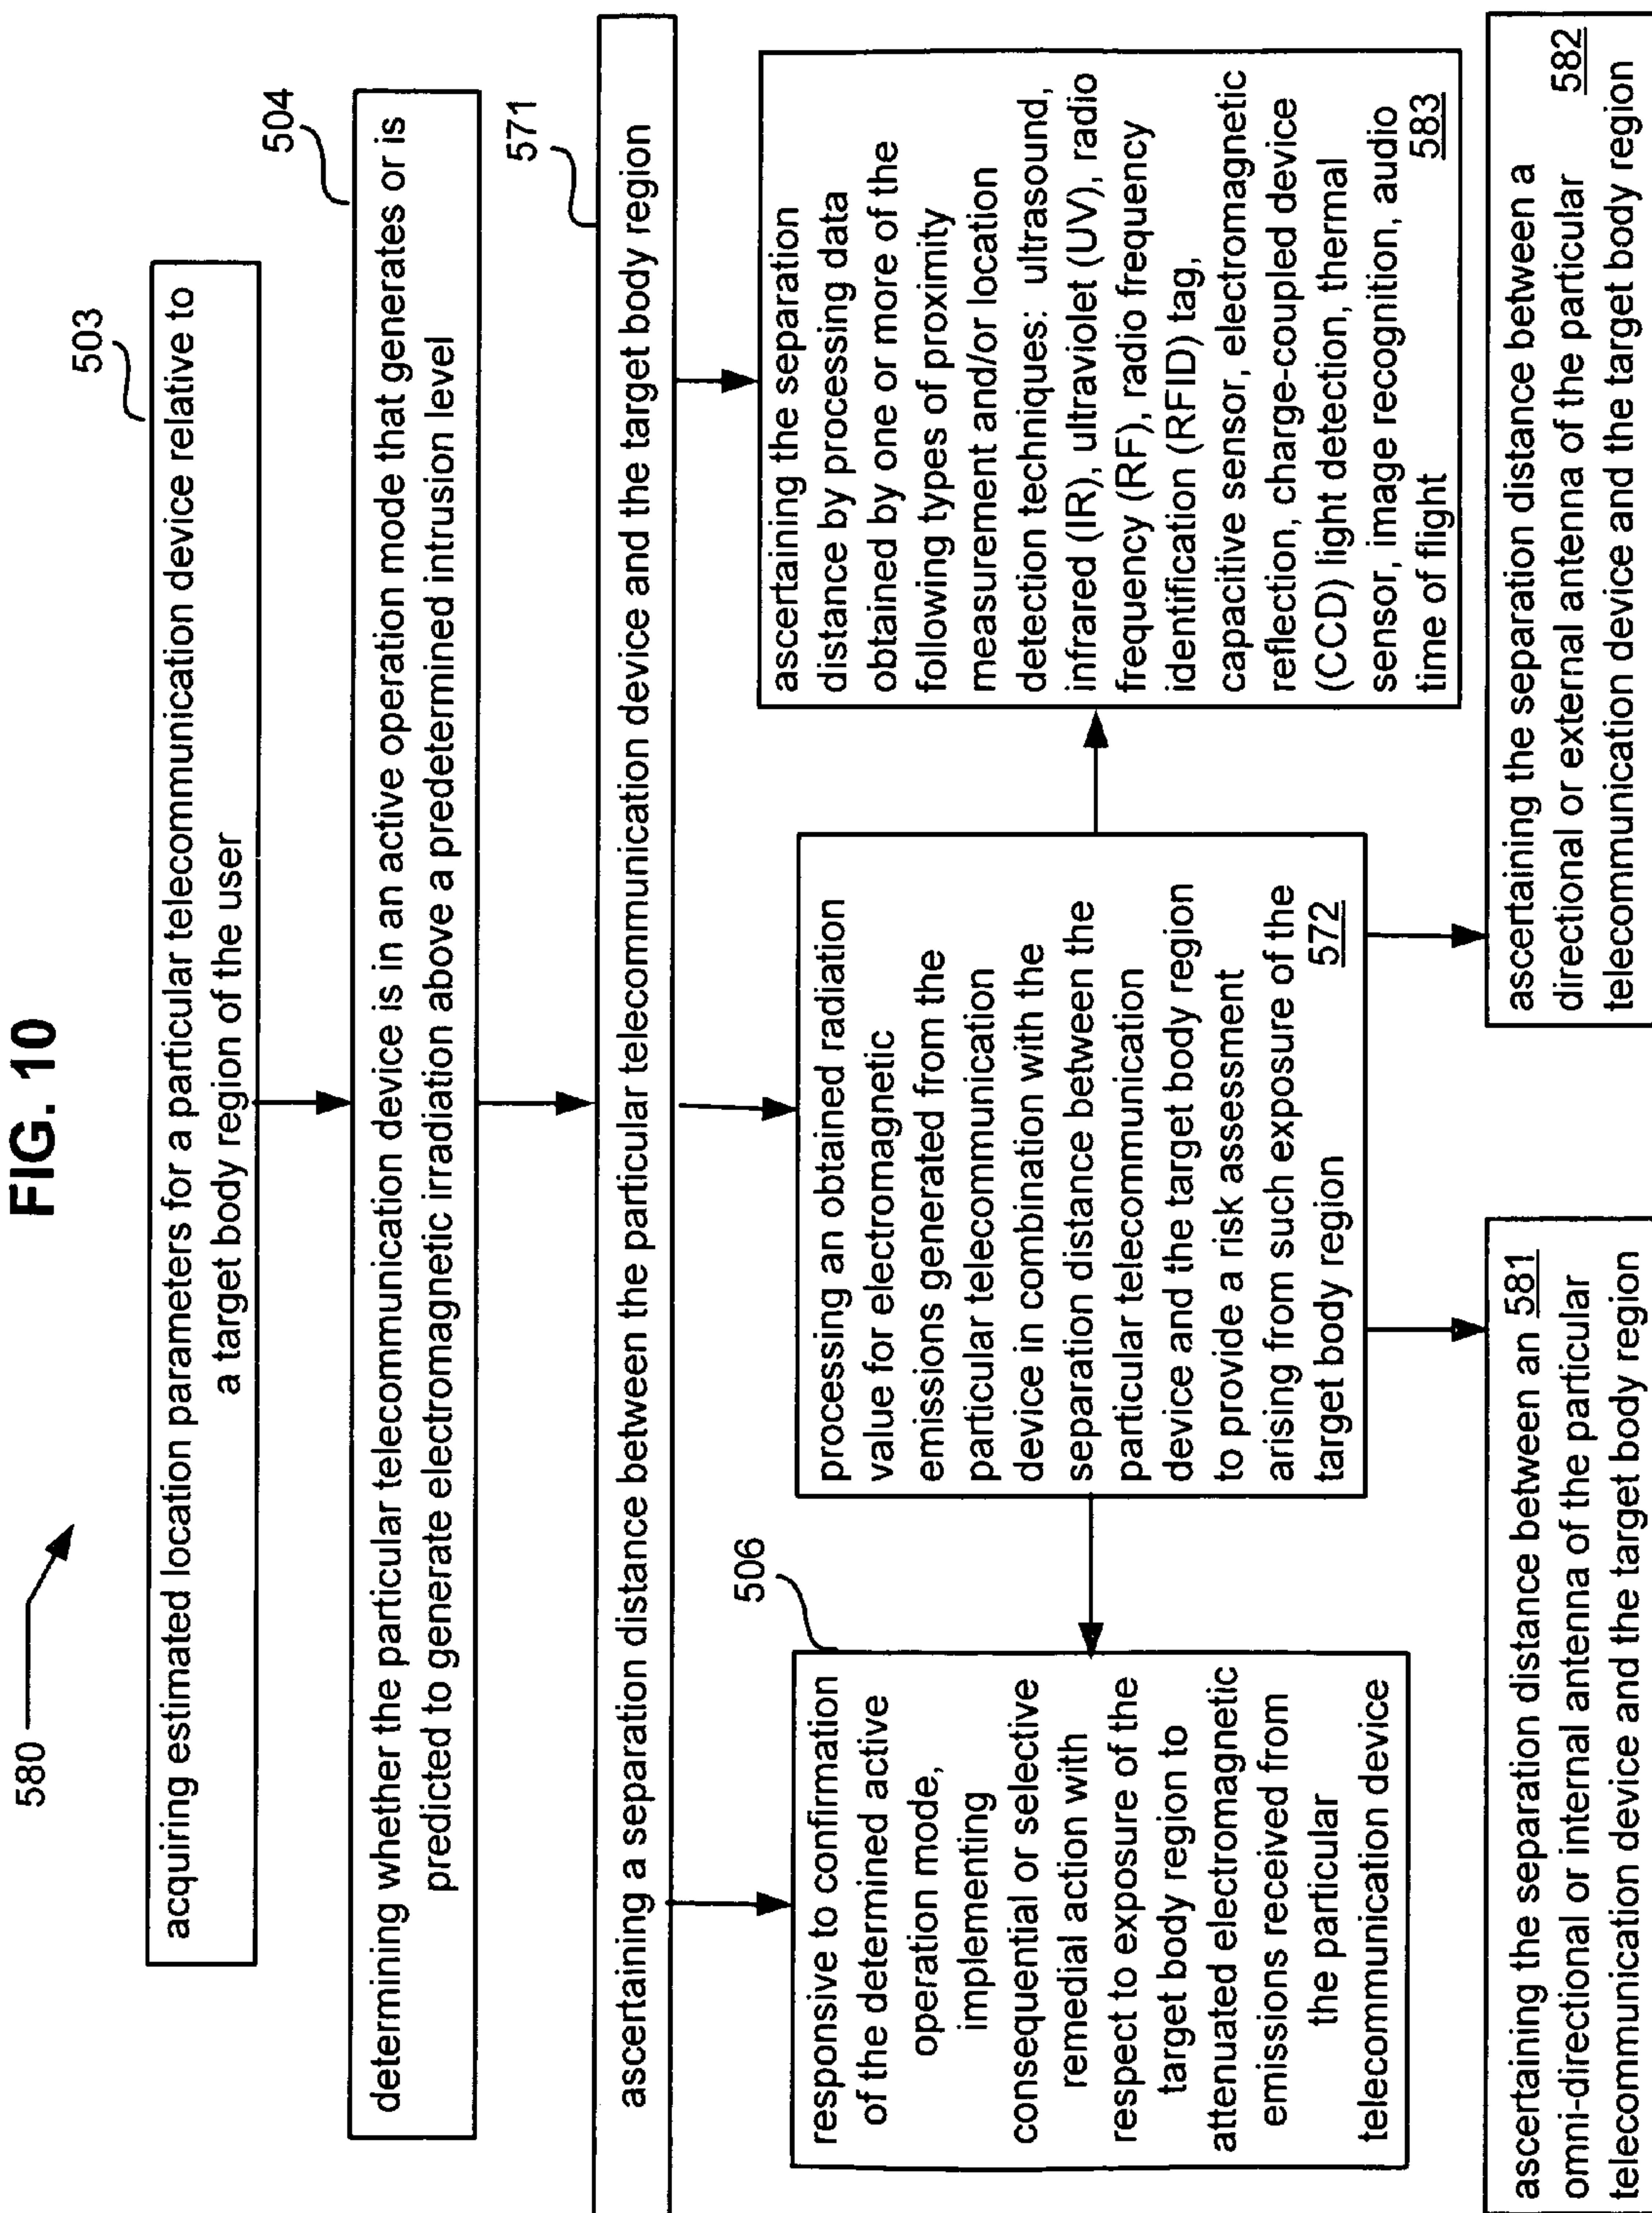 FIG. 10
580
503
acquiring estimated location parameters for a particular telecommunication device relative to
a target body region of the user
504
determining whether the particular telecommunication device is in an active operation mode that generates or is
predicted to generate electromagnetic irradiation above a predetermined intrusion level
571
ascertaining a separation distance between the particular telecommunication device and the target body region
506
responsive to confirmation
of the determined active
operation mode,
implementing
consequential or selective
remedial action with
respect to exposure of the
target body region to
attenuated electromagnetic
emissions received from
the particular
telecommunication device
processing an obtained radiation
value for electromagnetic
emissions generated from the
particular telecommunication
device in combination with the
separation distance between the
particular telecommunication
device and the target body region
to provide a risk assessment
arising from such exposure of the
target body region 572
ascertaining the separation
distance by processing data
obtained by one or more of the
following types of proximity
measurement and/or location
detection techniques: ultrasound,
infrared (IR), ultraviolet (UV), radio
frequency (RF), radio frequency
identification (RFID) tag,
capacitive sensor, electromagnetic
reflection, charge-coupled device
(CCD) light detection, thermal
sensor, image recognition, audio
time of flight 583
ascertaining the separation distance between an 581
omni-directional or internal antenna of the particular
telecommunication device and the target body region
ascertaining the separation distance between a
directional or external antenna of the particular 582
telecommunication device and the target body region